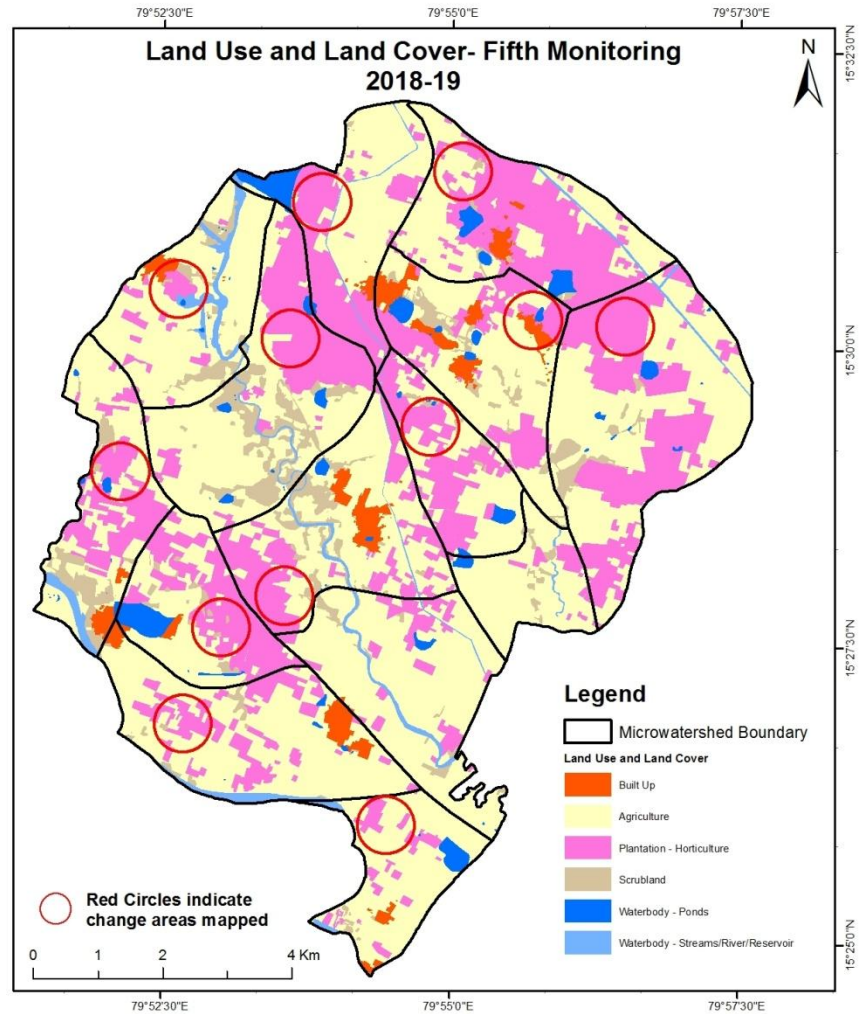 79°52'30"E
79°55'0"E
79°57'30"E
Land Use and Land Cover- Fifth Monitoring
2018-19
N
15°32'30"N
15°30'0"N
15°27'30"N
15°25'0"N
Legend
Microwatershed Boundary
Land Use and Land Cover
Built Up
Agriculture
Plantation - Horticulture
Scrubland
Waterbody - Ponds
Waterbody - Streams/River/Reservoir
Red Circles indicate
change areas mapped
0 1 2 4 Km
79°52'30"E
79°55'0"E
79°57'30"E